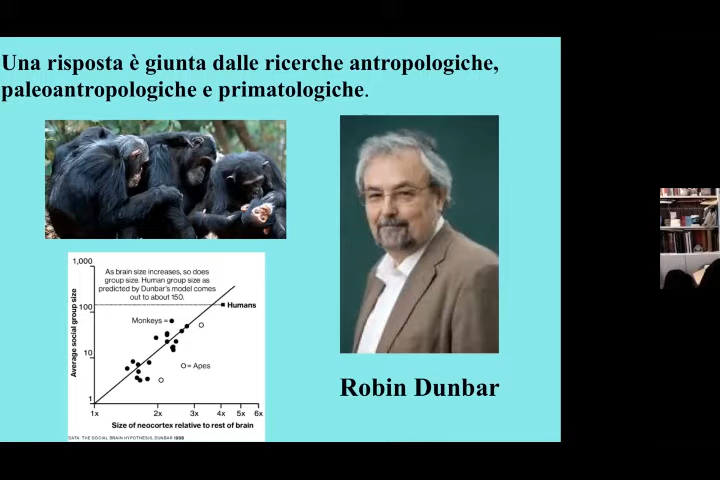 Una risposta è giunta dalle ricerche antropologiche,
paleoantropologiche e primatologiche.
1,000
As brain size increases, so does
group size. Human group size as
predicted by Dunbar's model comes
out to about 150.
100
Humans
Monkeys =
Average social group size
10
= Apes
1
1x 2x 3x 4x 5x 6x
Size of neocortex relative to rest of brain
DATA: THE SOCIAL BRAIN HYPOTHESIS, DUNBAR 1998
Robin Dunbar